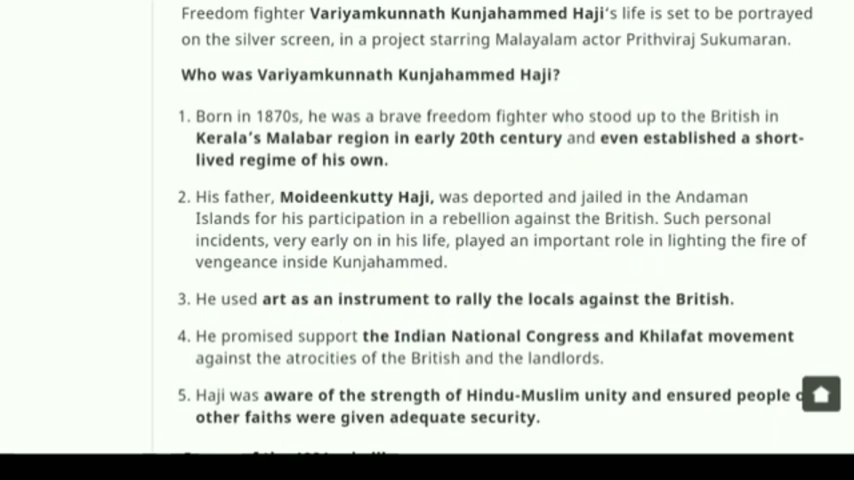 Freedom fighter Variyamkunnath Kunjahammed Haji‘s life is set to be portrayed
on the silver screen, in a project starring Malayalam actor Prithviraj Sukumaran.
Who was Variyamkunnath Kunjahammed Haji?
1. Born in 1870s, he was a brave freedom fighter who stood up to the British in
Kerala’s Malabar region in early 20th century and even established a short-
lived regime of his own.
2. His father, Moideenkutty Haji, was deported and jailed in the Andaman
Islands for his participation in a rebellion against the British. Such personal
incidents, very early on in his life, played an important role in lighting the fire of
vengeance inside Kunjahammed.
3. He used art as an instrument to rally the locals against the British.
4. He promised support the Indian National Congress and Khilafat movement
against the atrocities of the British and the landlords.
5. Haji was aware of the strength of Hindu-Muslim unity and ensured people
other faiths were given adequate security.